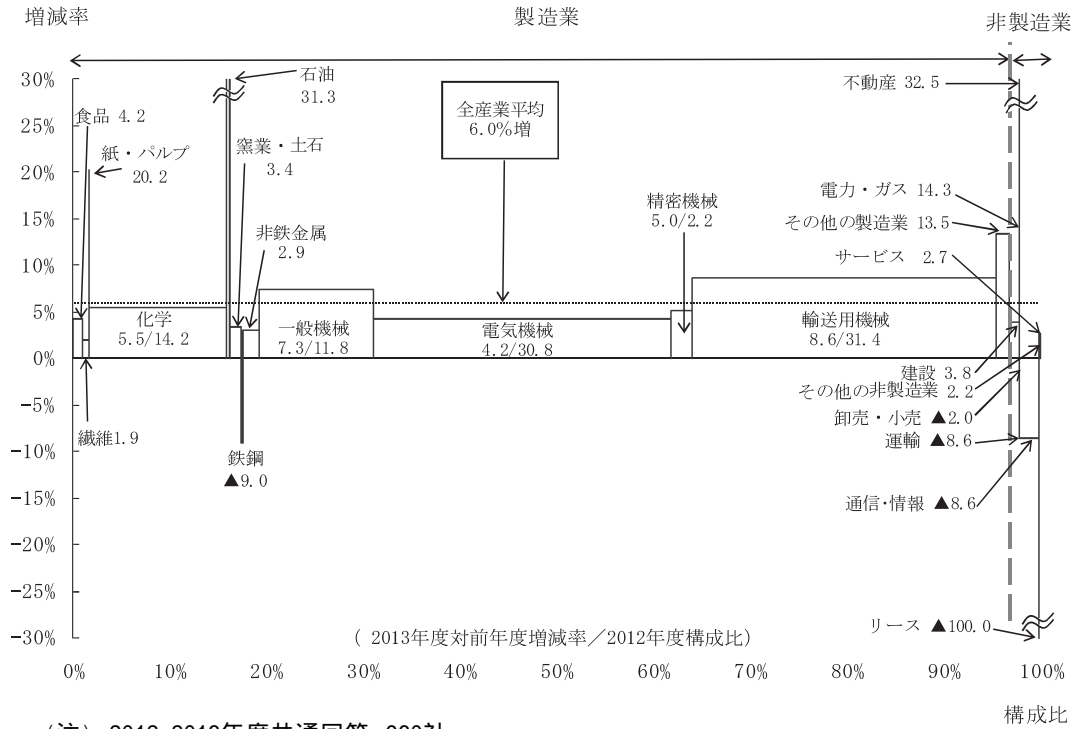 増減率
製造業
非製造業
30%
25%
20%
15%
10%
5%
0%
-5%
-10%
-15%
-20%
-25%
-30%
食品 4.2
紙・パルプ
20.2
繊維1.9
化学
5.5/14.2
石油
31.3
窯業・土石
3.4
鉄鋼
▲9.0
非鉄金属
2.9
一般機械
7.3/11.8
全産業平均
6.0%増
電気機械
4.2/30.8
精密機械
5.0/2.2
輸送用機械
8.6/31.4
不動産 32.5
電力・ガス 14.3
その他の製造業 13.5
サービス 2.7
建設 3.8
その他の非製造業 2.2
卸売・小売 ▲2.0
運輸 ▲8.6
通信・情報 ▲8.6
リース ▲100.0
( 2013年度対前年度増減率／2012年度構成比)
0% 10% 20% 30% 40% 50% 60% 70% 80% 90% 100%
構成比